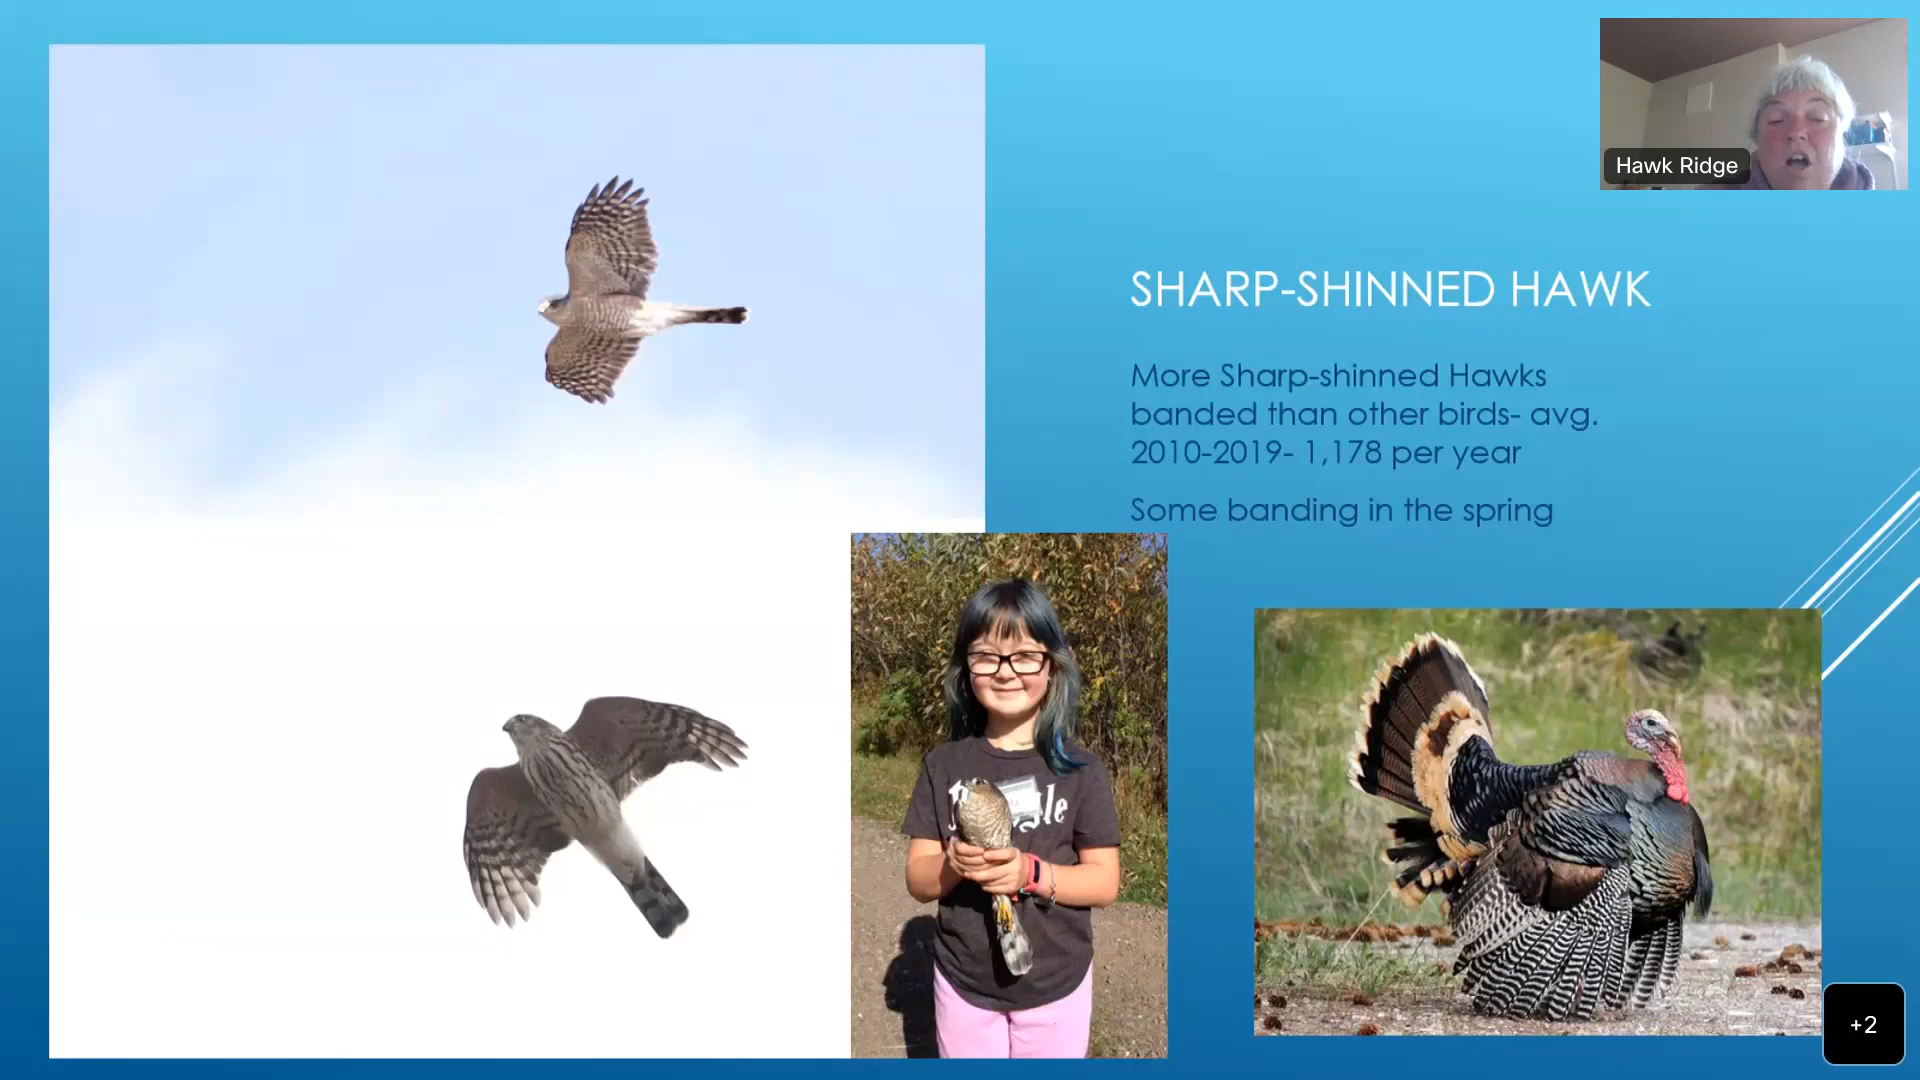 Hawk Ridge
SHARP-SHINNED HAWK
More Sharp-shinned Hawks
banded than other birds- avg.
2010-2019- 1,178 per year
Some banding in the spring
+2